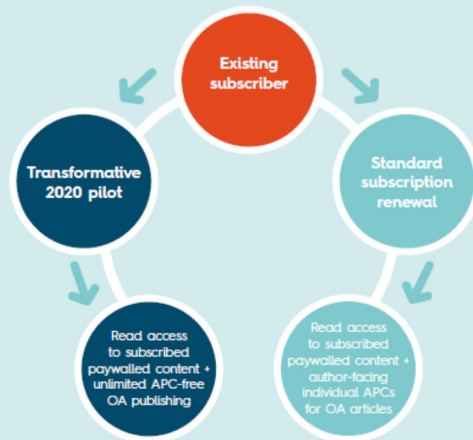 Existing
subscriber
Transformative
2020 pilot
Standard
subscription
renewal
Read access
to subscribed
paywalled content +
unlimited APC-free
OA publishing
Read access
to subscribed
paywalled content +
author-facing
individual APCs
for OA articles